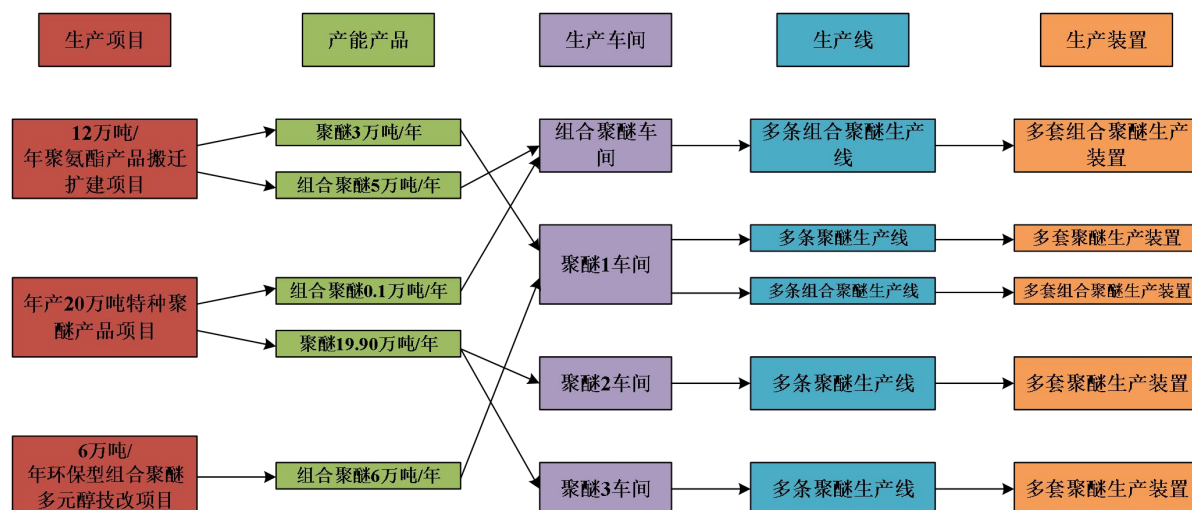 生产项目
产能产品
生产车间
生产线
生产装置
12万吨/
年聚氨酯产品搬迁
扩建项目
聚醚3万吨/年
组合聚醚5万吨/年
组合聚醚车
间
多条组合聚醚生产
线
多套组合聚醚生产
装置
聚醚1车间
多条聚醚生产线
多套聚醚生产装置
多条组合聚醚生产线
多套组合聚醚生产装置
年产20万吨特种聚
醚产品项目
组合聚醚0.1万吨/年
聚醚19.90万吨/年
聚醚2车间
多条聚醚生产线
多套聚醚生产装置
6万吨/
年环保型组合聚醚
多元醇技改项目
组合聚醚6万吨/年
聚醚3车间
多条聚醚生产线
多套聚醚生产装置